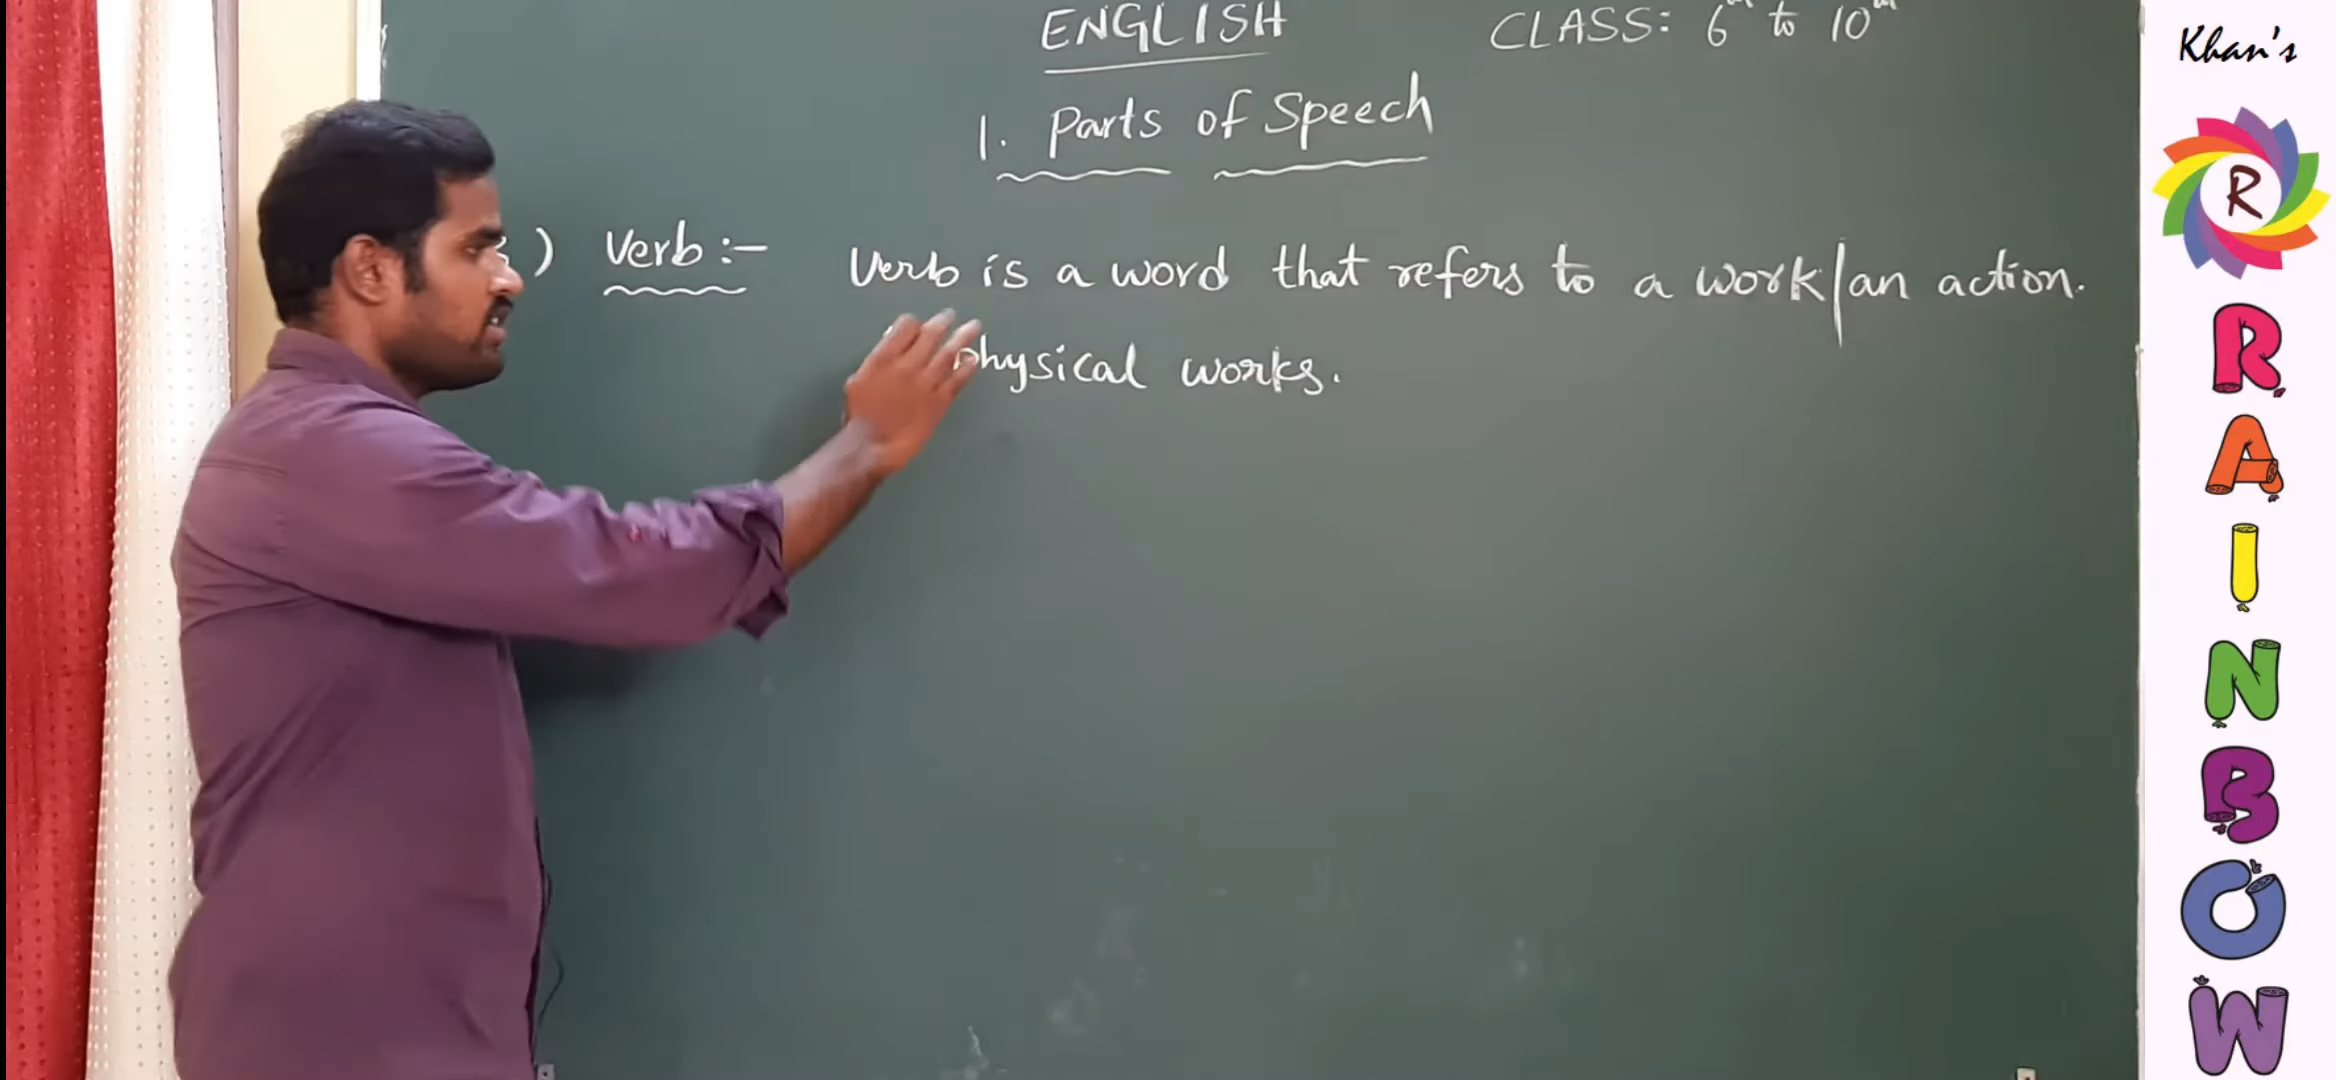 ENGLISH
CLASS: 6th to 10th
1. Parts of Speech
) Verb :- Verb is a word that refers to a work/an action.
physical works.
Khan's
R
RAINBOW